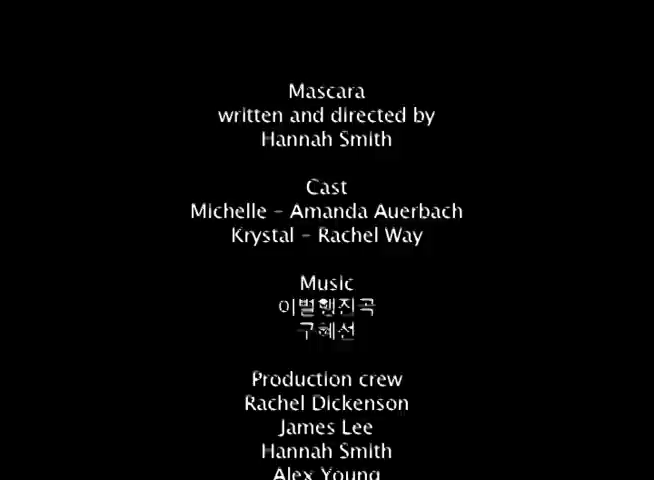 Mascara
written and directed by
Hannah Smith
Cast
Michelle - Amanda Auerbach
Krystal - Rachel Way
Music
이별행진곡
구혜선
Production crew
Rachel Dickenson
James Lee
Hannah Smith
Alex Young